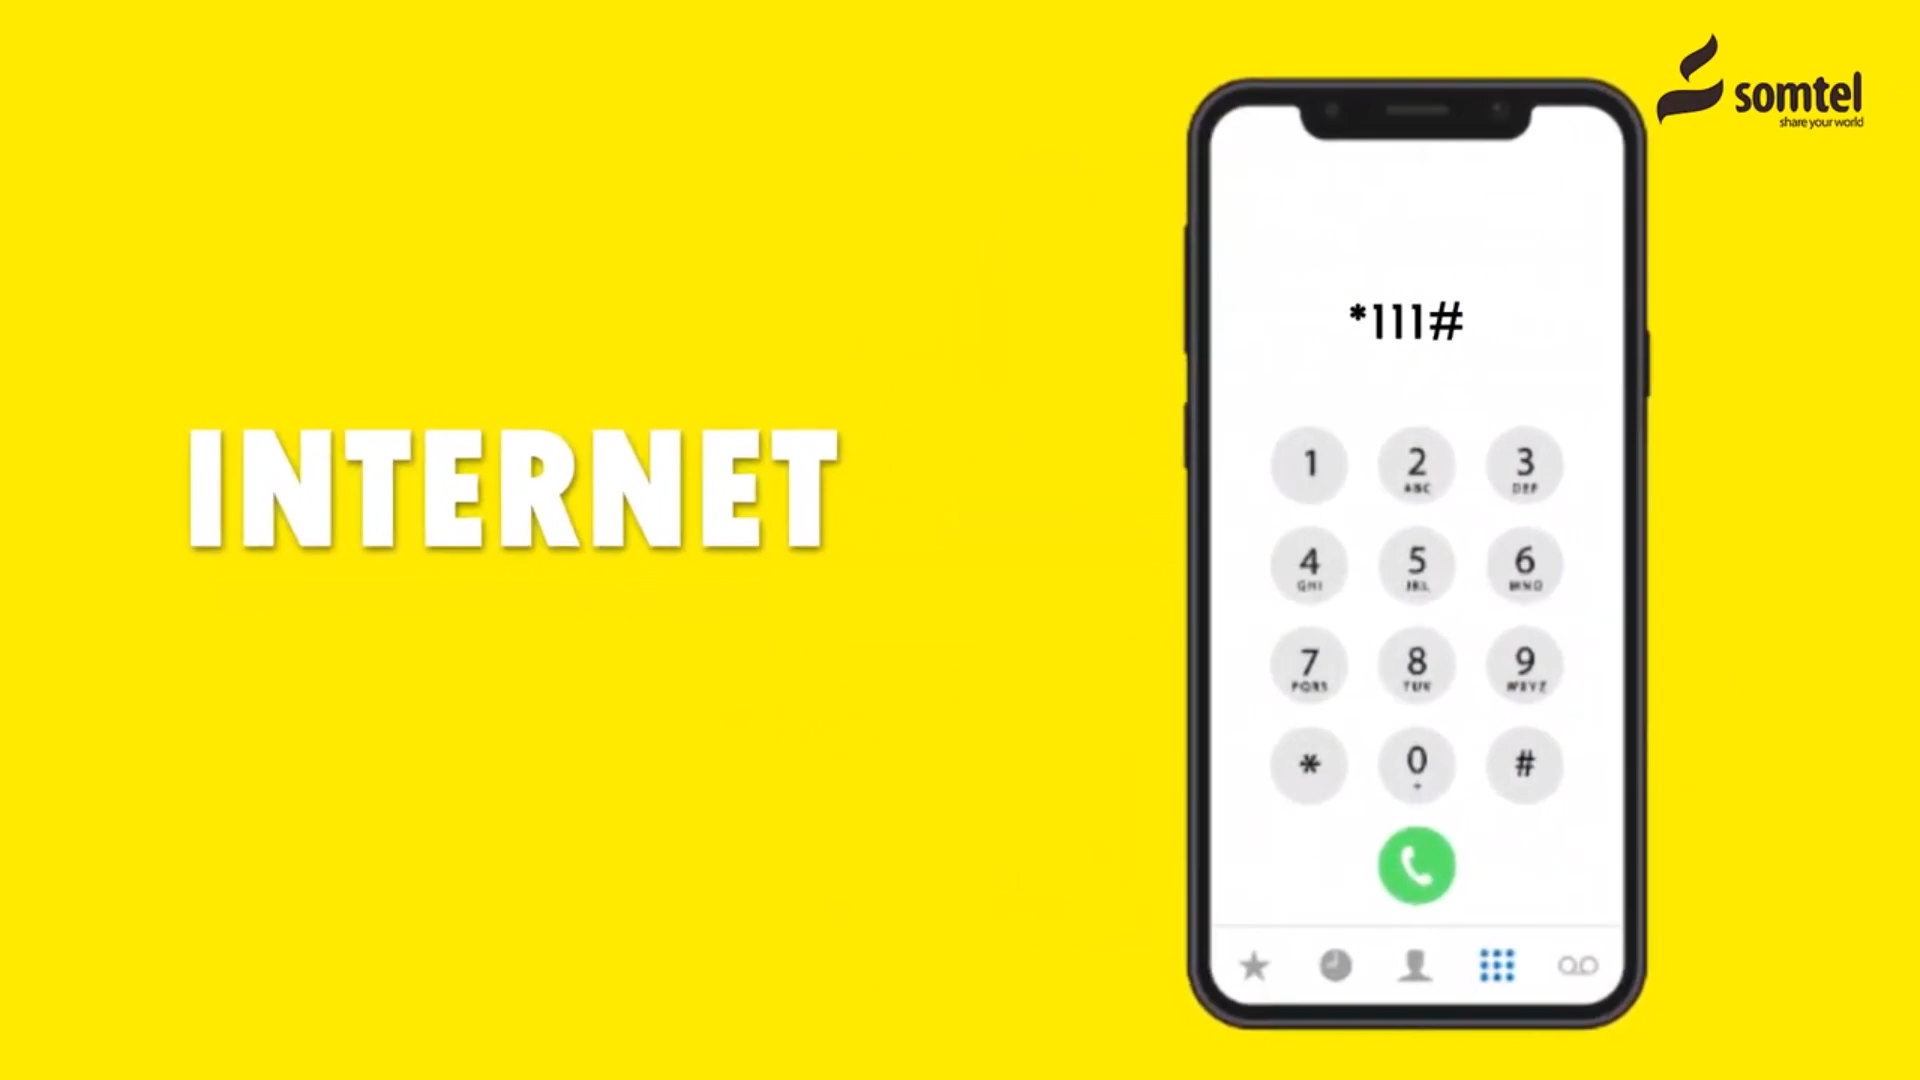 somtel
share your world
*111#
INTERNET
1
2
ABC
3
DEF
4
GHI
5
JKL
6
MNO
7
PQRS
8
TUV
9
WXYZ
*
0
+
#